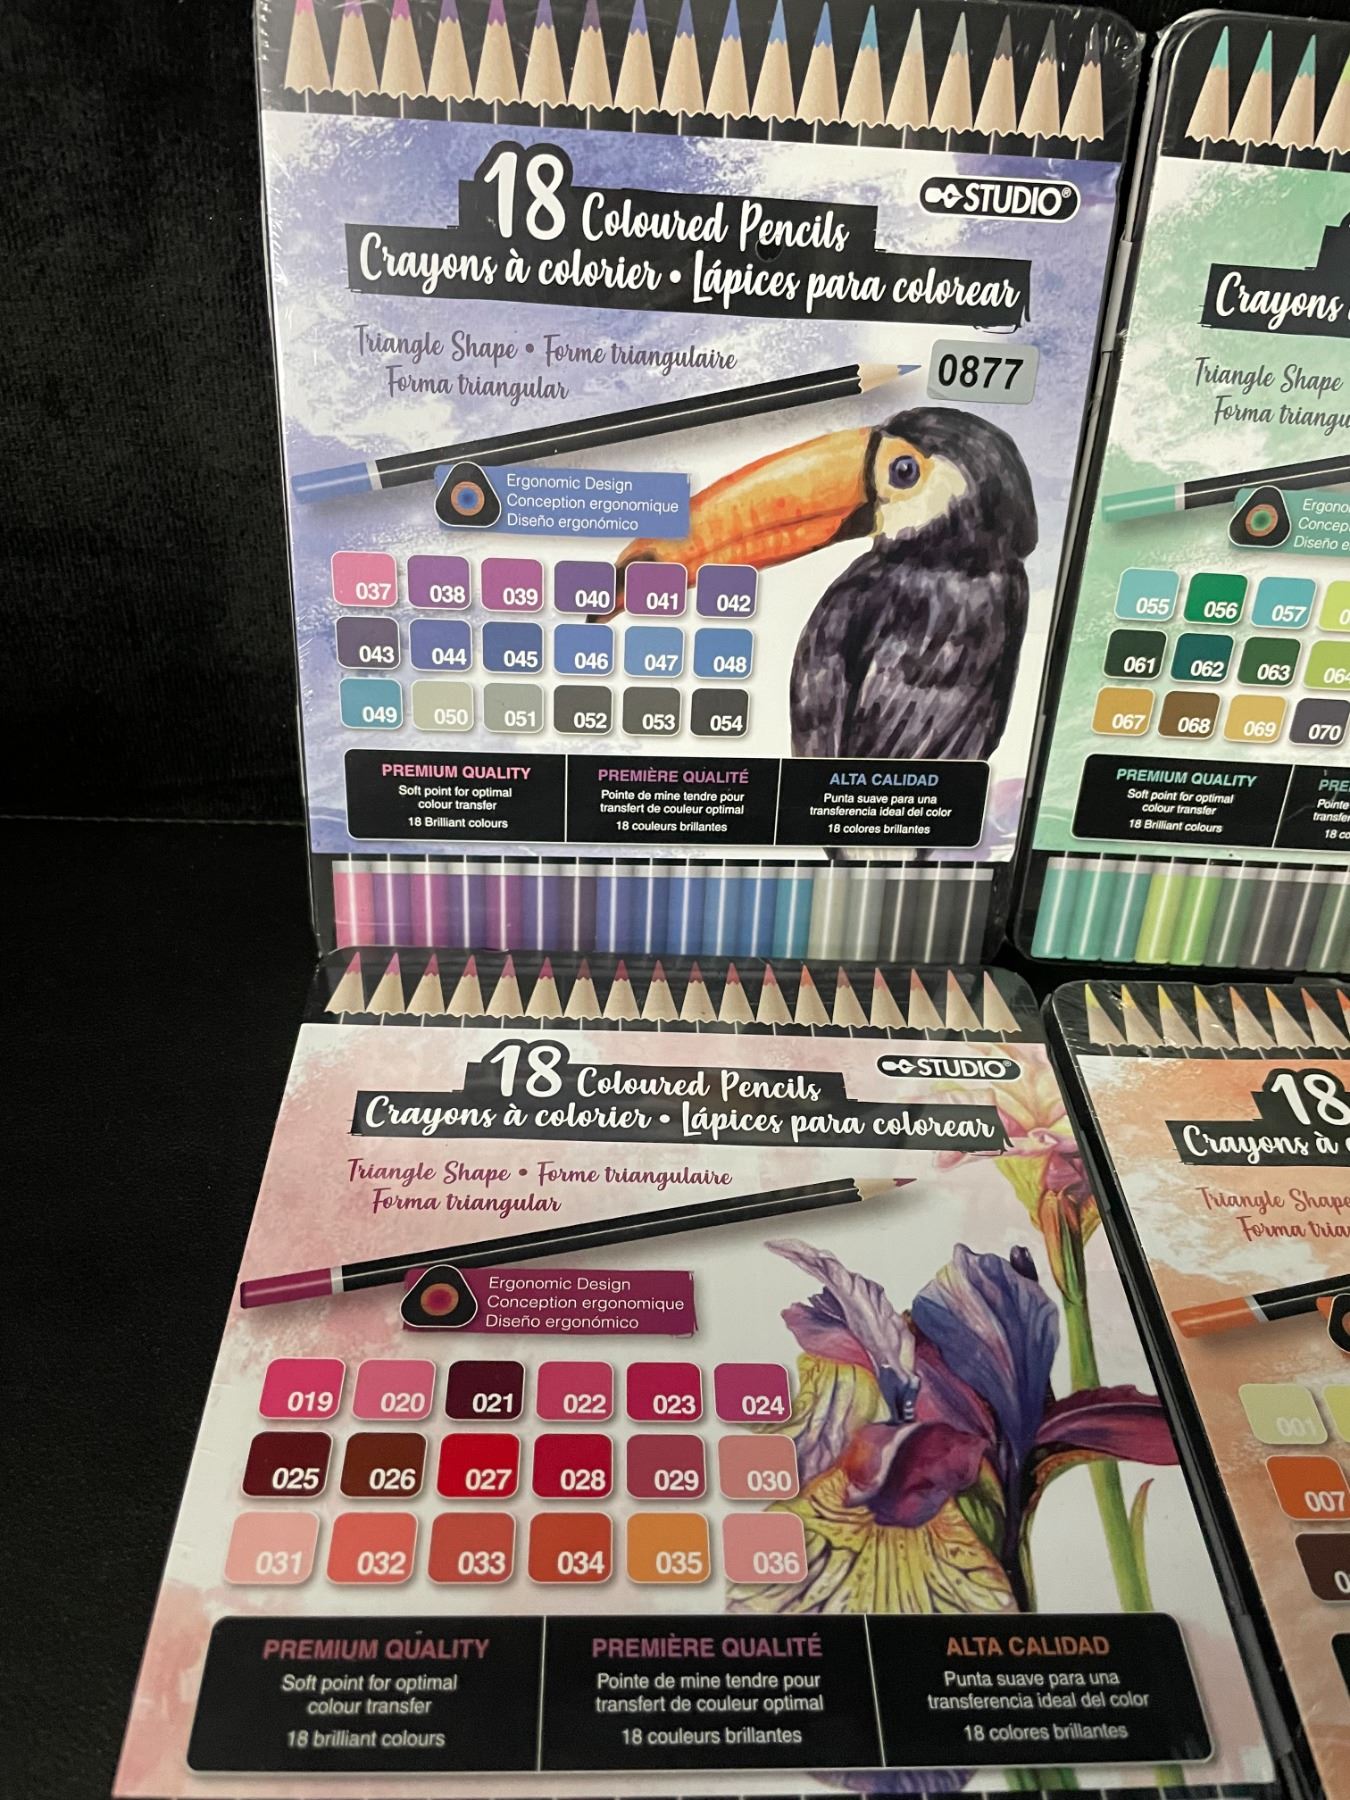 18 Coloured Pencils
Crayons à colorier • Lápices para colorear
STUDIO®
Triangle Shape • Forme triangulaire
Forma triangular
0877
Ergonomic Design
Conception ergonomique
Diseño ergonómico
037 038 039 040 041 042
043 044 045 046 047 048
049 050 051 052 053 054
PREMIUM QUALITY
Soft point for optimal
colour transfer
18 Brilliant colours
PREMIÈRE QUALITÉ
Pointe de mine tendre pour
transfert de couleur optimal
18 couleurs brillantes
ALTA CALIDAD
Punta suave para una
transferencia ideal del color
18 colores brillantes
Crayons
Triangle Shape
Forma
055 056 057
061 062 063
067 068 069 070
PREMIUM QUALITY
Soft point for optimal
colour transfer
18 Brilliant colours
18 Coloured Pencils
Crayons à colorier • Lápices para colorear
STUDIO®
Triangle Shape • Forme triangulaire
Forma triangular
Ergonomic Design
Conception ergonomique
Diseño ergonómico
019 020 021 022 023 024
025 026 027 028 029 030
031 032 033 034 035 036
PREMIUM QUALITY
Soft point for optimal
colour transfer
18 brilliant colours
PREMIÈRE QUALITÉ
Pointe de mine tendre pour
transfert de couleur optimal
18 couleurs brillantes
ALTA CALIDAD
Punta suave para una
transferencia ideal del color
18 colores brillantes
18
Crayons à
Triangle Shape
Forma
001
007